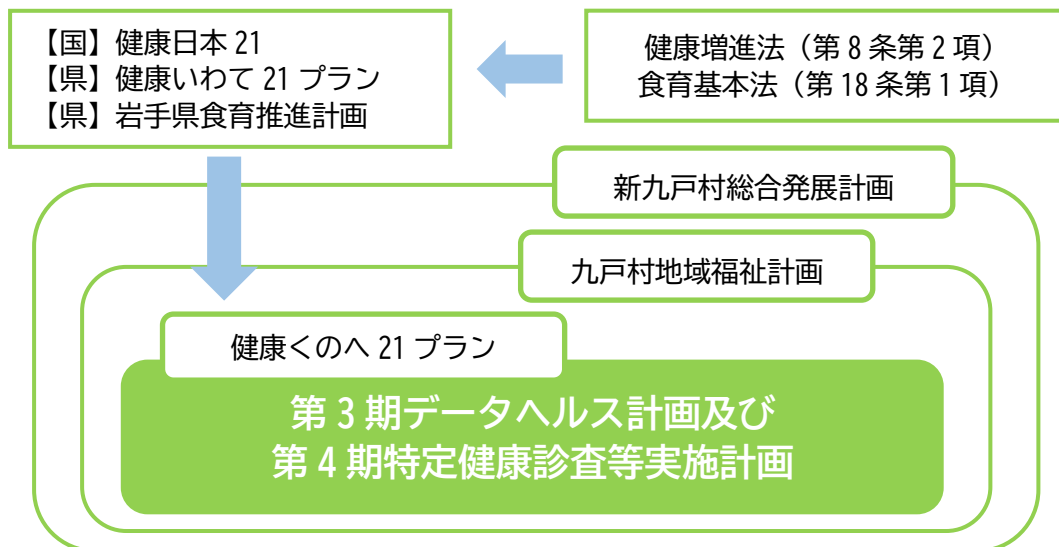 【国】健康日本 21
【県】健康いわて 21 プラン
【県】岩手県食育推進計画
健康増進法（第 8 条第 2 項）
食育基本法（第 18 条第 1 項）
新九戸村総合発展計画
九戸村地域福祉計画
健康くのへ 21 プラン
第 3 期データヘルス計画及び
第 4 期特定健康診査等実施計画